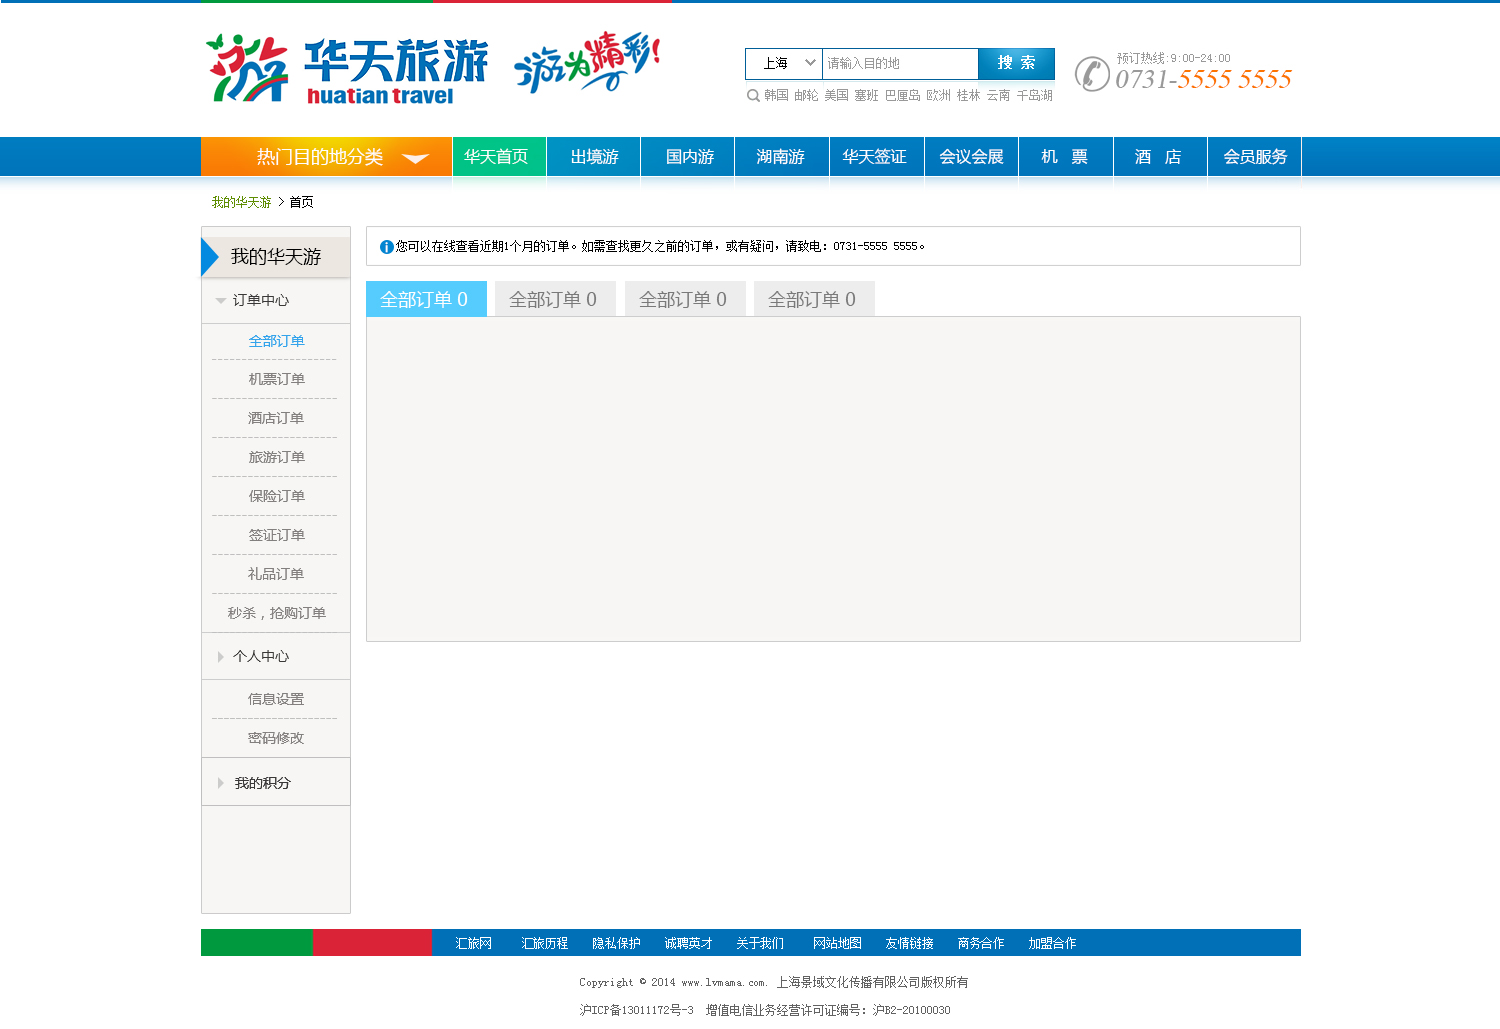 游 华天旅游 游为精彩!
huatian travel
上海 请输入目的地 搜 索
韩国 邮轮 美国 塞班 巴厘岛 欧洲 桂林 云南 千岛湖
预订热线:9:00-24:00
0731-5555 5555
热门目的地分类 华天首页 出境游 国内游 湖南游 华天签证 会议会展 机 票 酒 店 会员服务
我的华天游 > 首页
我的华天游
订单中心
全部订单
机票订单
酒店订单
旅游订单
保险订单
签证订单
礼品订单
秒杀，抢购订单
个人中心
信息设置
密码修改
我的积分
您可以在线查看近期1个月的订单。如需查找更久之前的订单，或有疑问，请致电：0731-5555 5555。
全部订单 0 全部订单 0 全部订单 0 全部订单 0
汇旅网 汇旅历程 隐私保护 诚聘英才 关于我们 网站地图 友情链接 商务合作 加盟合作
Copyright © 2014 www.lvmama.com. 上海景域文化传播有限公司版权所有
沪ICP备13011172号-3 增值电信业务经营许可证编号：沪B2-20100030